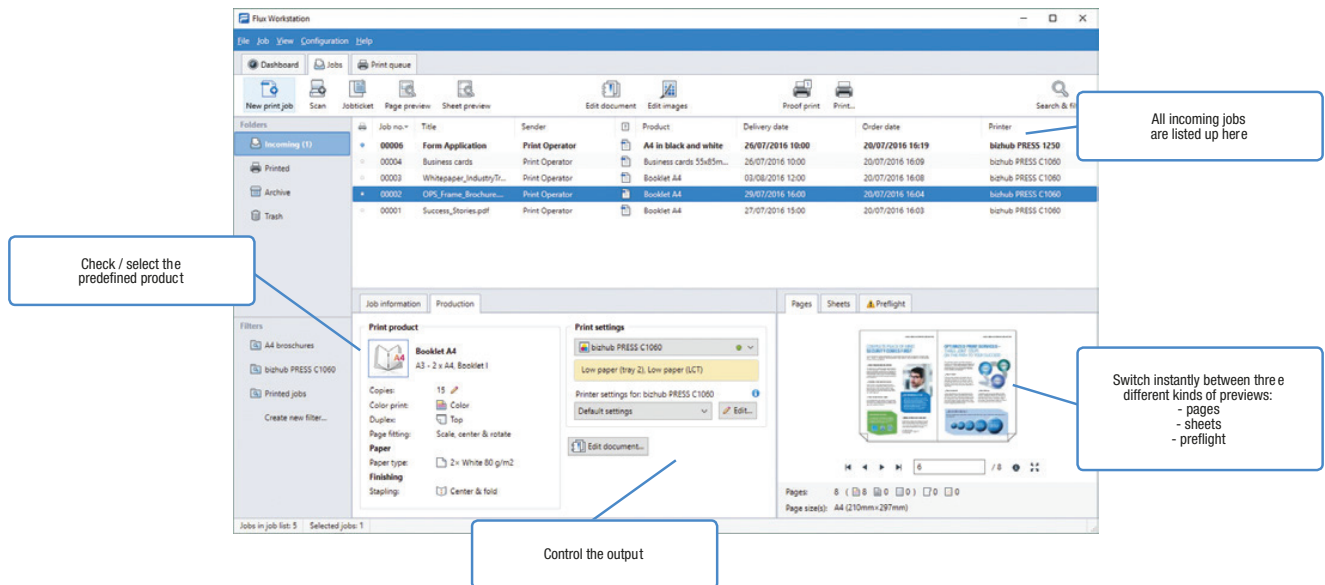 Flux Workstation
File Job View Configuration Help
Dashboard Jobs Print queue
New print job Scan Jobticket Page preview Sheet preview Edit document Edit images Proof print Print... Search &
All incoming jobs
are listed up here
Folders
Incoming (1)
Printed
Archive
Trash
Job no. Title Sender Product Delivery date Order date Printer
00006 Form Application Print Operator A4 in black and white 26/07/2016 10:00 20/07/2016 16:19 bizhub PRESS 1250
00004 Business cards Print Operator Business cards 55x85m... 26/07/2016 10:00 20/07/2016 16:09 bizhub PRESS C1060
00003 Whitepaper_IndustryTr... Print Operator Booklet A4 03/08/2016 12:00 20/07/2016 16:08 bizhub PRESS C1060
00002 OPS_Frame_Brochure.... Print Operator Booklet A4 29/07/2016 16:00 20/07/2016 16:04 bizhub PRESS C1060
00001 Success_Stories.pdf Print Operator Booklet A4 27/07/2016 15:00 20/07/2016 16:03 bizhub PRESS C1060
Check / select the
predefined product
Filters
A4 broschures
bizhub PRESS C1060
Printed jobs
Create new filter...
Job information Production
Print product
A4
Booklet A4
A3 - 2 x A4, Booklet I
Copies: 15
Color print: Color
Duplex: Top
Page fitting: Scale, center & rotate
Paper
Paper type: 2× White 80 g/m2
Finishing
Stapling: Center & fold
Print settings
bizhub PRESS C1060
Low paper (tray 2), Low paper (LCT)
Printer settings for: bizhub PRESS C1060
Default settings Edit...
Edit document...
Pages Sheets Preflight
6 / 8
Pages: 8 ( 8 0 0 ) 0 0
Page size(s): A4 (210mm×297mm)
Switch instantly between three
different kinds of previews:
- pages
- sheets
- preflight
Jobs in job list: 5 Selected jobs: 1
Control the output